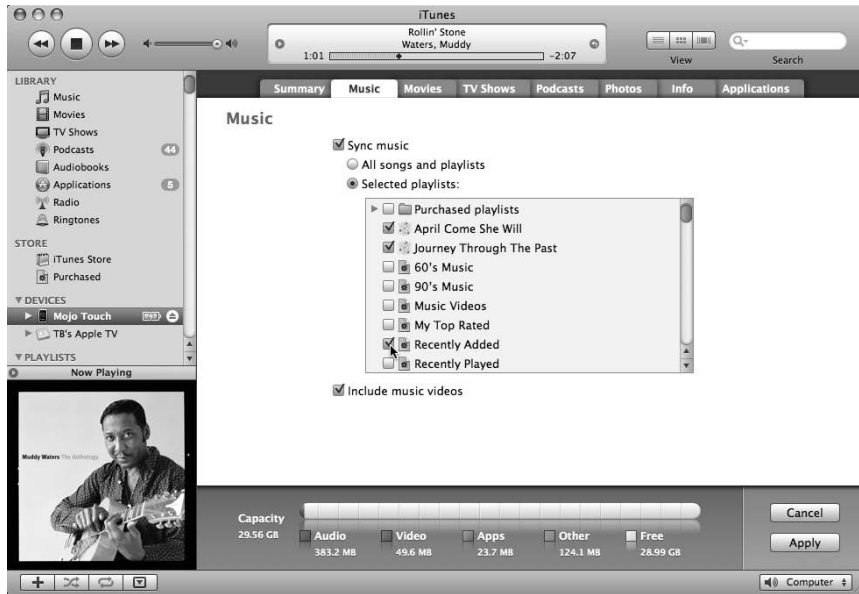 iTunes
Rollin' Stone
Waters, Muddy
1:01 -2:07
View
Search
LIBRARY
Music
Movies
TV Shows
Podcasts 44
Audiobooks
Applications 5
Radio
Ringtones
STORE
iTunes Store
Purchased
DEVICES
Mojo Touch
TB's Apple TV
PLAYLISTS
Now Playing
Muddy Waters The Anthology
Summary Music Movies TV Shows Podcasts Photos Info Applications
Music
Sync music
All songs and playlists
Selected playlists:
Purchased playlists
April Come She Will
Journey Through The Past
60's Music
90's Music
Music Videos
My Top Rated
Recently Added
Recently Played
Include music videos
Capacity
29.56 GB
Audio Video Apps Other Free
383.2 MB 49.6 MB 23.7 MB 124.1 MB 28.99 GB
Cancel
Apply
Computer